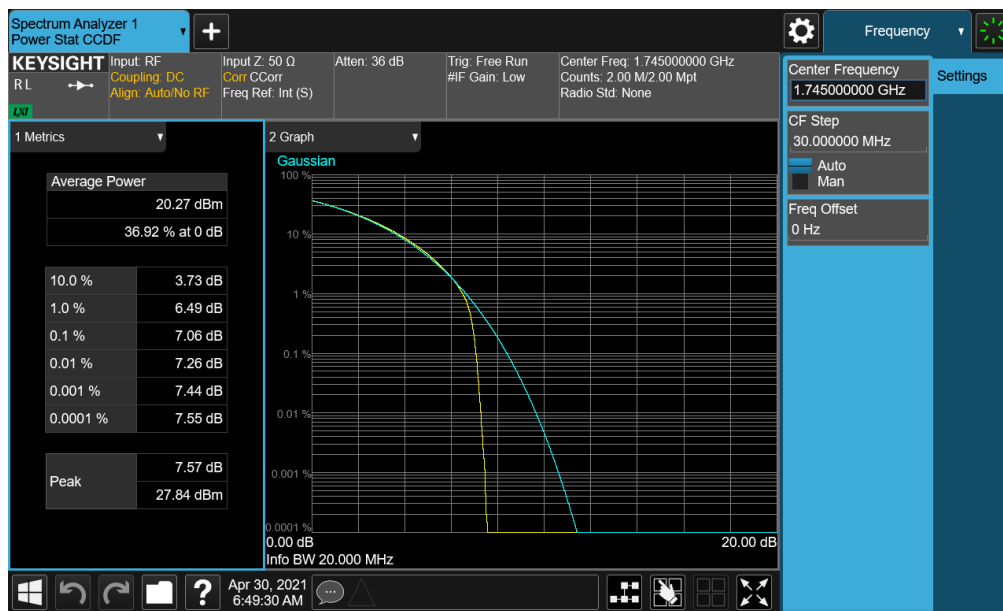 Spectrum Analyzer 1
Power Stat CCDF
+
Frequency
KEYSIGHT
RL
LXI
Input: RF
Coupling: DC
Align: Auto/No RF
Input Z: 50 Ω
Corr CCorr
Freq Ref: Int (S)
Atten: 36 dB
Trig: Free Run
#IF Gain: Low
Center Freq: 1.745000000 GHz
Counts: 2.00 M/2.00 Mpt
Radio Std: None
Center Frequency
1.745000000 GHz
Settings
CF Step
30.000000 MHz
Auto
Man
Freq Offset
0 Hz
1 Metrics
Average Power
20.27 dBm
36.92 % at 0 dB
10.0 % 3.73 dB
1.0 % 6.49 dB
0.1 % 7.06 dB
0.01 % 7.26 dB
0.001 % 7.44 dB
0.0001 % 7.55 dB
Peak
7.57 dB
27.84 dBm
2 Graph
Gaussian
100 %
10 %
1 %
0.1 %
0.01 %
0.001 %
0.0001 %
0.00 dB 20.00 dB
Info BW 20.000 MHz
?
Apr 30, 2021
6:49:30 AM